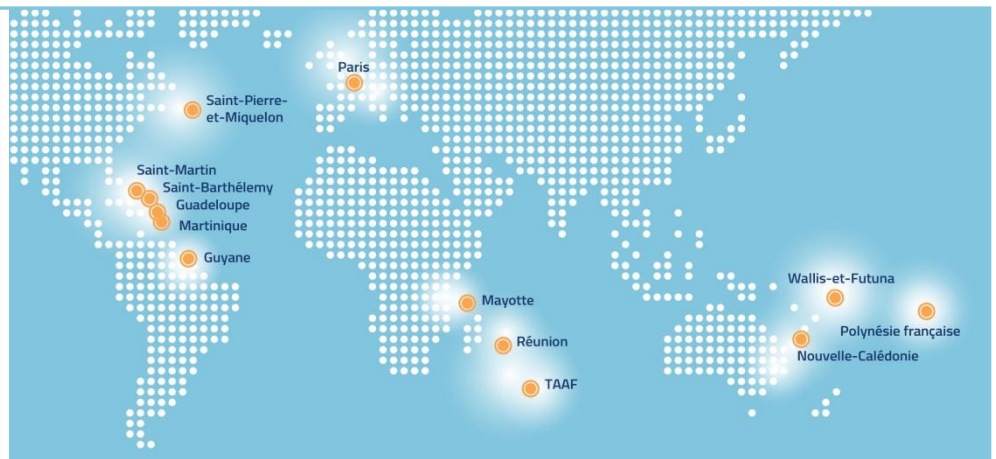 Paris
Saint-Pierre-
et-Miquelon
Saint-Martin
Saint-Barthélemy
Guadeloupe
Martinique
Guyane
Mayotte
Réunion
TAAF
Wallis-et-Futuna
Polynésie française
Nouvelle-Calédonie